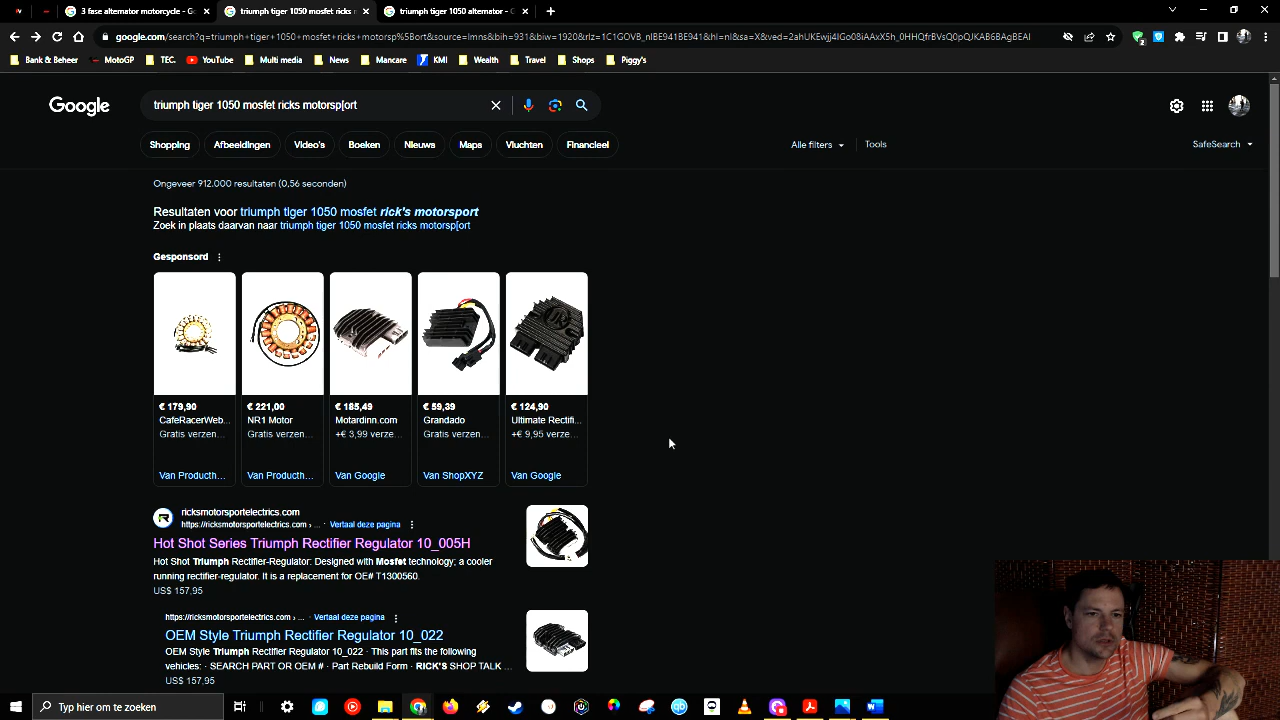 3 fase alternator motorcycle - Go
triumph tiger 1050 mosfet ricks m
triumph tiger 1050 alternator - G
google.com/search?q=triumph+tiger+1050+mosfet+ricks+motorsp%5Bort&source=lmns&bih=931&biw=1920&rlz=1C1GOVB_nlBE941BE941&hl=nl&sa=X&ved=2ahUKEwjj4IGo08iAAxX5h_0HHQfrBVsQ0pQJKAB6BAgBEAI
Bank & Beheer
MotoGP
TEC.
YouTube
Multi media
News
Mancare
KMI
Wealth
Travel
Shops
Piggy's
Google
triumph tiger 1050 mosfet ricks motorsp[ort
Shopping
Afbeeldingen
Video's
Boeken
Nieuws
Maps
Vluchten
Financieel
Alle filters
Tools
SafeSearch
Ongeveer 912.000 resultaten (0,56 seconden)
Resultaten voor triumph tiger 1050 mosfet rick's motorsport
Zoek in plaats daarvan naar triumph tiger 1050 mosfet ricks motorsp[ort
Gesponsord
€ 179,90
CafeRacerWeb...
Gratis verzen...
Van Producth...
€ 221,00
NR1 Motor
Gratis verzen...
Van Producth...
€ 185,49
Motardinn.com
+€ 3,99 verze...
Van Google
€ 59,39
Grandado
Gratis verzen...
Van ShopXYZ
€ 124,90
Ultimate Rectifi...
+€ 9,95 verze...
Van Google
ricksmotorsportelectrics.com
https://ricksmotorsportelectrics.com › ... · Vertaal deze pagina
Hot Shot Series Triumph Rectifier Regulator 10_005H
Hot Shot Triumph Rectifier-Regulator: Designed with Mosfet technology; a cooler
running rectifier-regulator. It is a replacement for OE# T1300560.
US$ 157,95
https://ricksmotorsportelectrics.com › ... · Vertaal deze pagina
OEM Style Triumph Rectifier Regulator 10_022
OEM Style Triumph Rectifier Regulator 10_022 · This part fits the following
vehicles: · SEARCH PART OR OEM # · Part Rebuild Form · RICK'S SHOP TALK ...
US$ 157,95
Typ hier om te zoeken